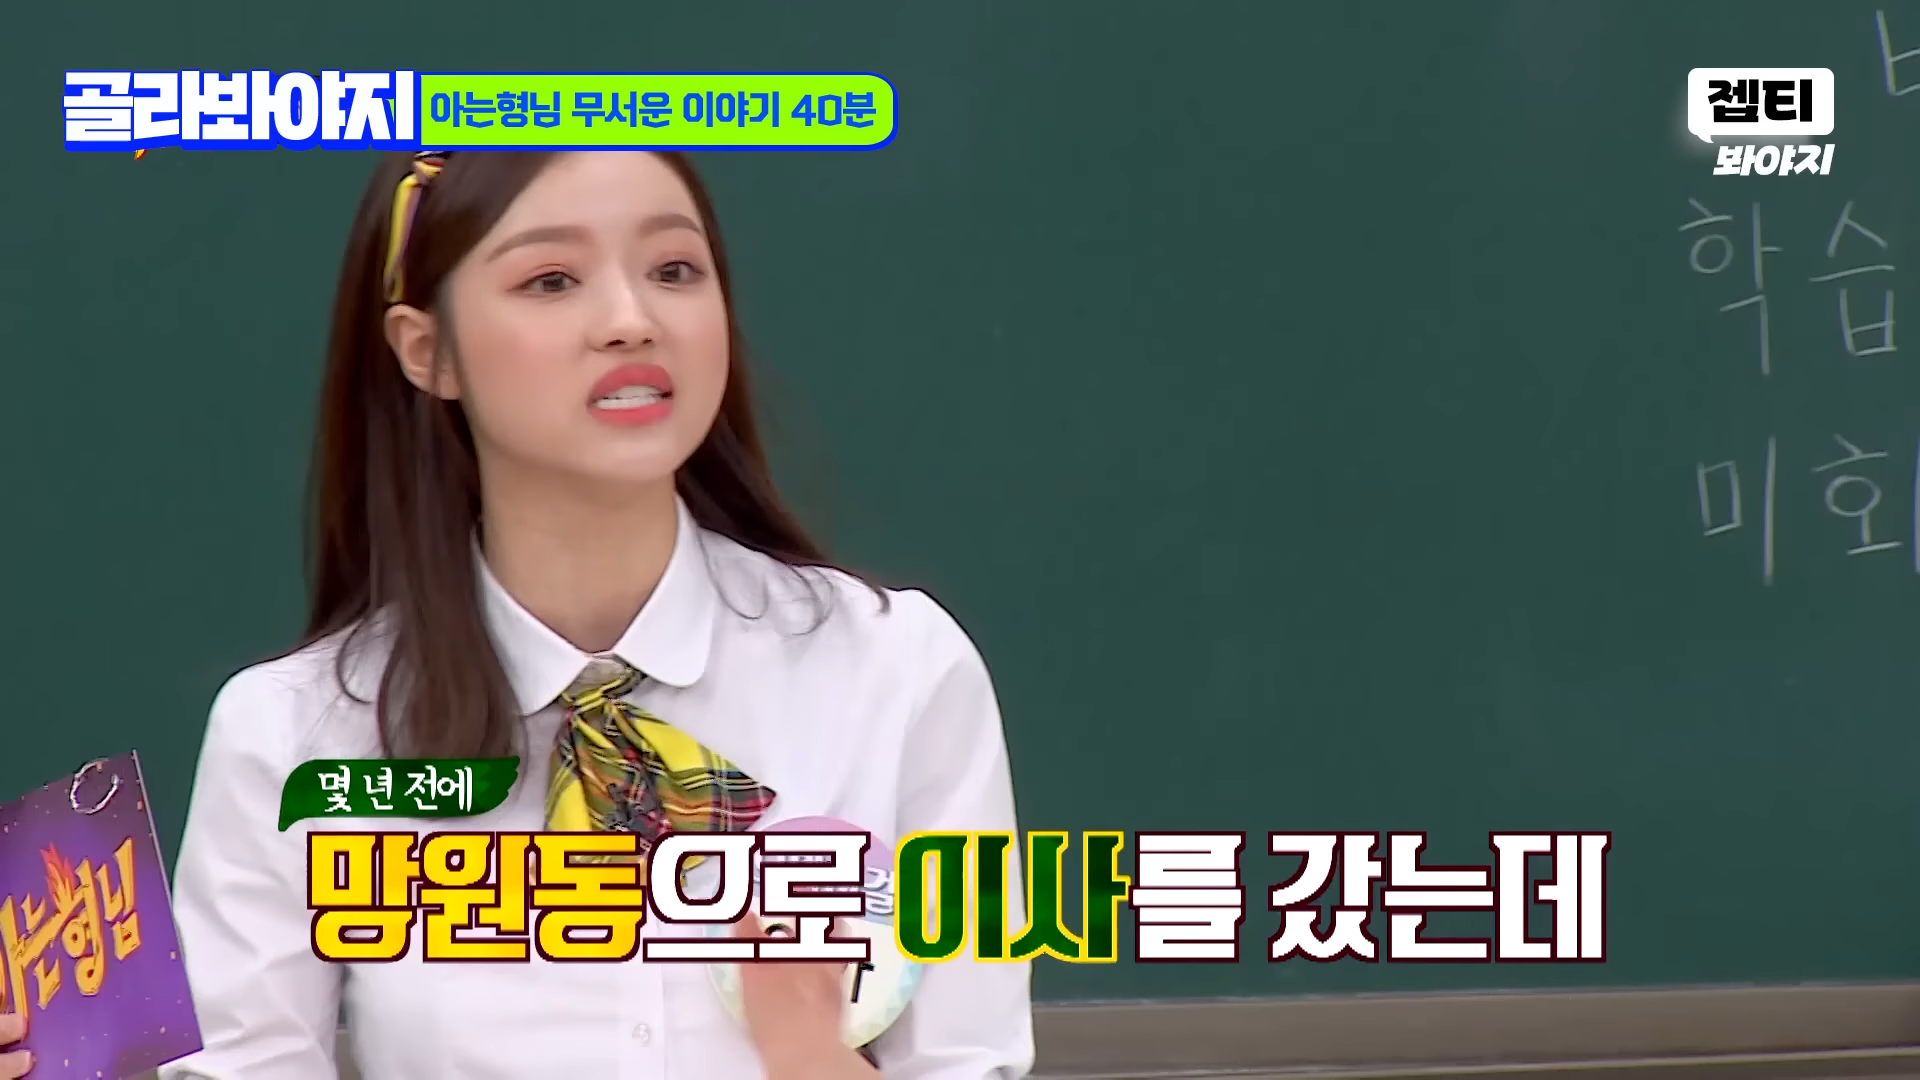 골라봐야지 아는형님 무서운 이야기 40분
젭티
봐야지
학습
미회
몇 년 전에
망원동으로 이사를 갔는데
아는형님